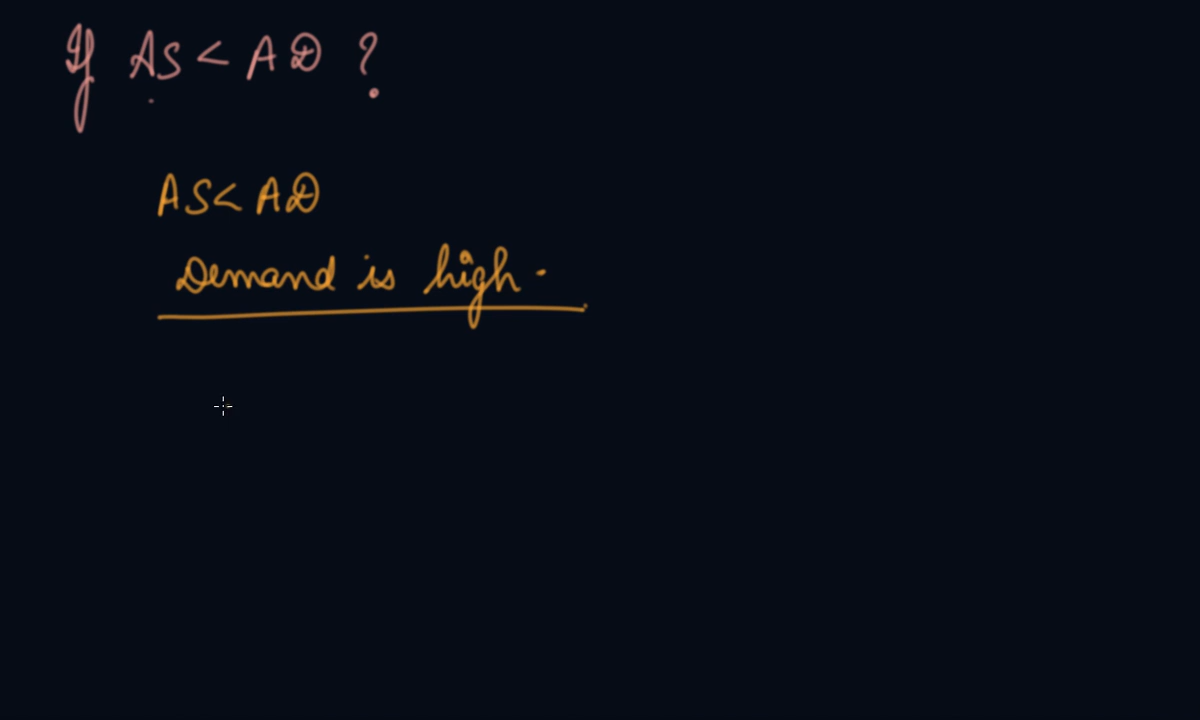 If AS < AD ?
AS < AD
Demand is high.